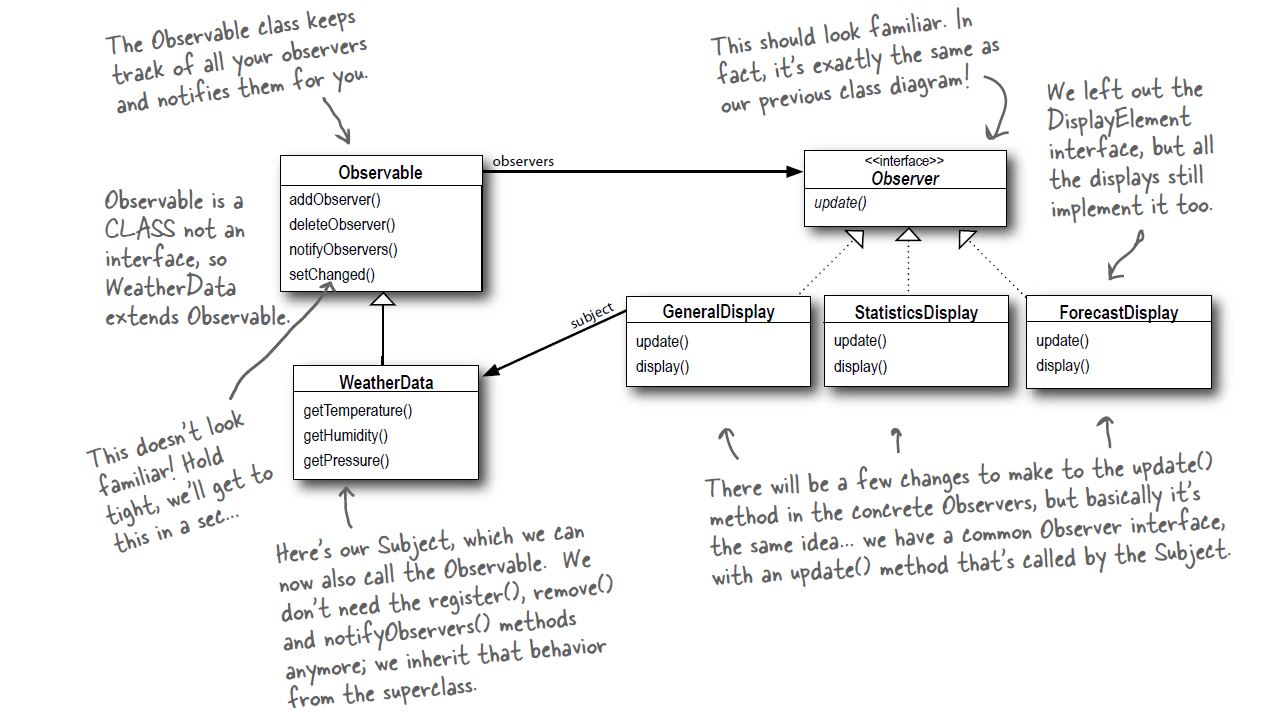 The Observable class keeps
track of all your observers
and notifies them for you.
This should look familiar. In
fact, it's exactly the same as
our previous class diagram!
We left out the
DisplayElement
interface, but all
the displays still
implement it too.
observers
Observable
addObserver()
deleteObserver()
notifyObservers()
setChanged()
<<interface>>
Observer
update()
Observable is a
CLASS not an
interface, so
WeatherData
extends Observable.
subject
GeneralDisplay
update()
display()
StatisticsDisplay
update()
display()
ForecastDisplay
update()
display()
WeatherData
getTemperature()
getHumidity()
getPressure()
This doesn't look
familiar! Hold
tight, we'll get to
this in a sec...
Here's our Subject, which we can
now also call the Observable. We
don't need the register(), remove()
and notifyObservers() methods
anymore; we inherit that behavior
from the superclass.
There will be a few changes to make to the update()
method in the concrete Observers, but basically it's
the same idea... we have a common Observer interface,
with an update() method that's called by the Subject.